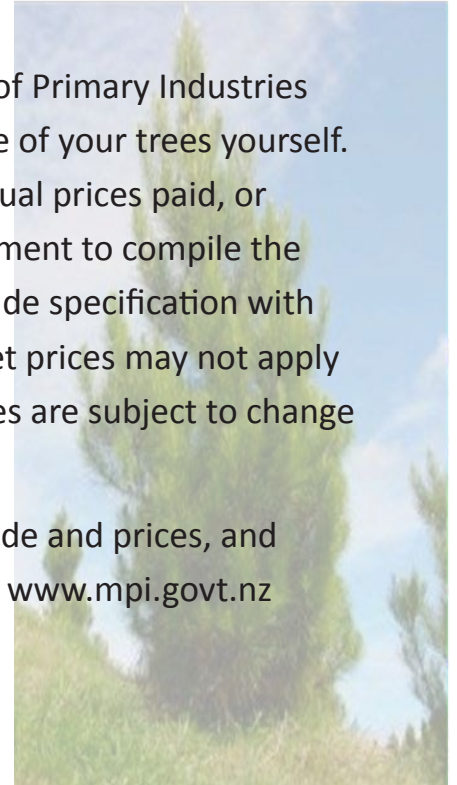 of Primary Industries
e of your trees yourself.
ual prices paid, or
ment to compile the
de specification with
et prices may not apply
es are subject to change
de and prices, and
www.mpi.govt.nz